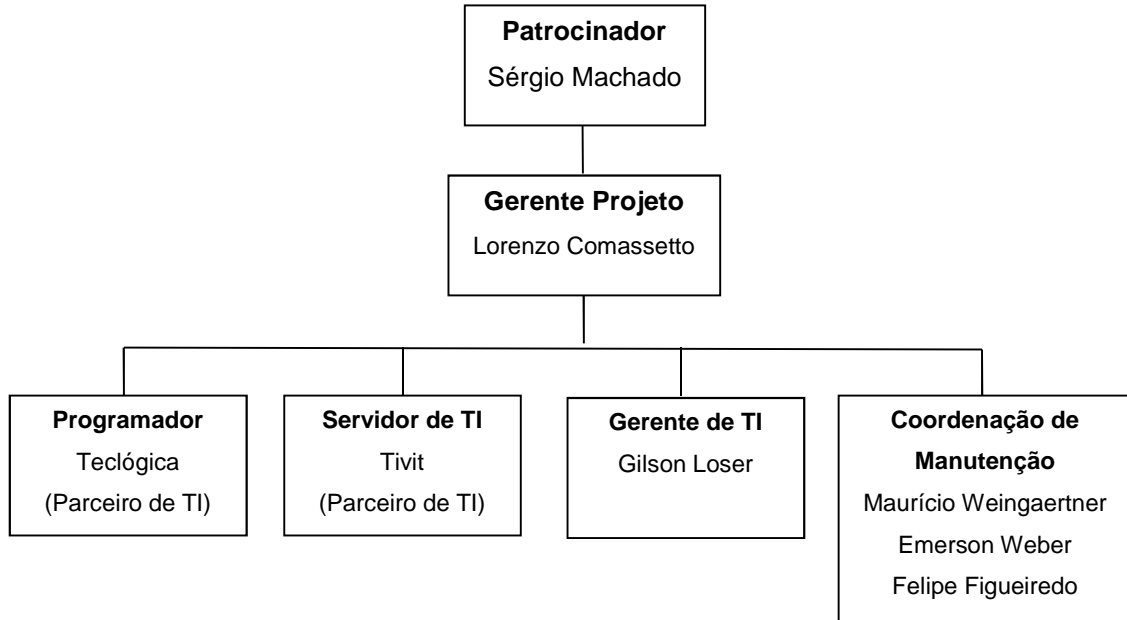 Patrocinador
Sérgio Machado
Gerente Projeto
Lorenzo Comassetto
Programador
Teclógica
(Parceiro de TI)
Servidor de TI
Tivit
(Parceiro de TI)
Gerente de TI
Gilson Loser
Coordenação de
Manutenção
Maurício Weingaertner
Emerson Weber
Felipe Figueiredo